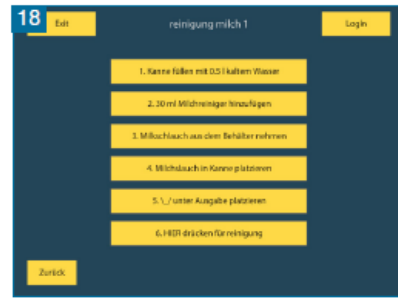 18
Exit
reinigung milch 1
Login
1. Kanne füllen mit 0.5 l kaltem Wasser
2. 30 ml Milchreiniger hinzufügen
3. Milchschlauch aus dem Behälter nehmen
4. Milchslauch in Kanne platzieren
5. \_/ unter Ausgabe platzieren
6. HIER drücken für reinigung
Zurück